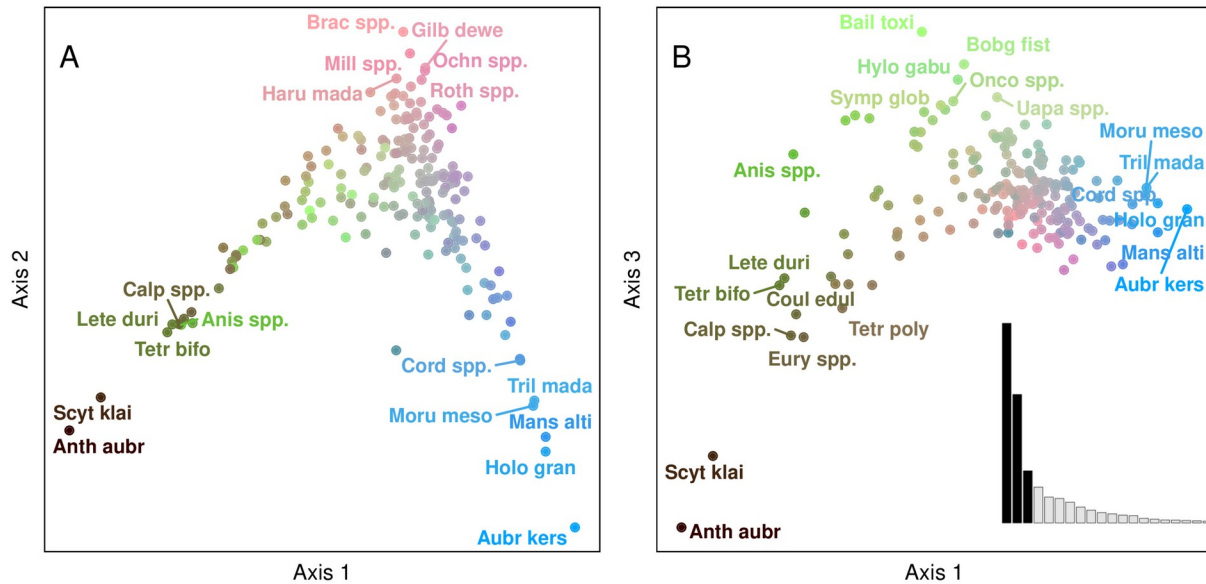 A
Brac spp.
Gilb dewe
Mill spp.
Ochn spp.
Haru mada
Roth spp.
Calp spp.
Lete duri
Anis spp.
Tetr bifo
Cord spp.
Tril mada
Scyt klai
Moru meso
Mans alti
Anth aubr
Holo gran
Aubr kers
Axis 2
Axis 1
B
Bail toxi
Bobg fist
Hylo gabu
Onco spp.
Symp glob
Uapa spp.
Moru meso
Anis spp.
Tril mada
Cord spp.
Holo gran
Lete duri
Mans alti
Tetr bifo
Coul edul
Aubr kers
Calp spp.
Tetr poly
Eury spp.
Scyt klai
Anth aubr
Axis 3
Axis 1